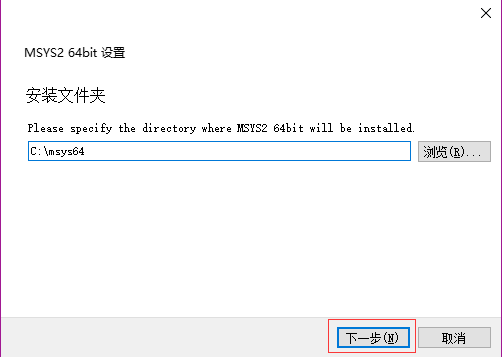 MSYS2 64bit 设置
安装文件夹
Please specify the directory where MSYS2 64bit will be installed.
C:\msys64
浏览(R)...
下一步(N)
取消